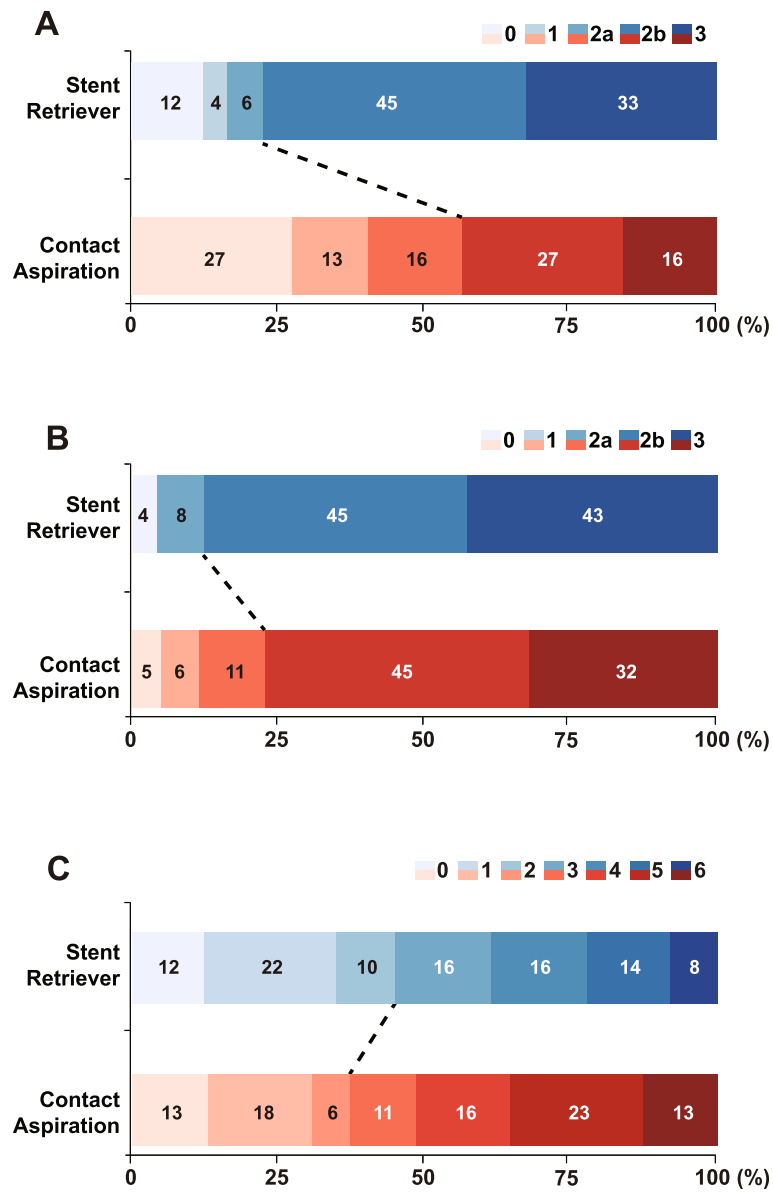 A
0 1 2a 2b 3
Stent
Retriever
12 4 6 45 33
Contact
Aspiration
27 13 16 27 16
0 25 50 75 100 (%)
B
0 1 2a 2b 3
Stent
Retriever
4 8 45 43
Contact
Aspiration
5 6 11 45 32
0 25 50 75 100 (%)
C
0 1 2 3 4 5 6
Stent
Retriever
12 22 10 16 16 14 8
Contact
Aspiration
13 18 6 11 16 23 13
0 25 50 75 100 (%)